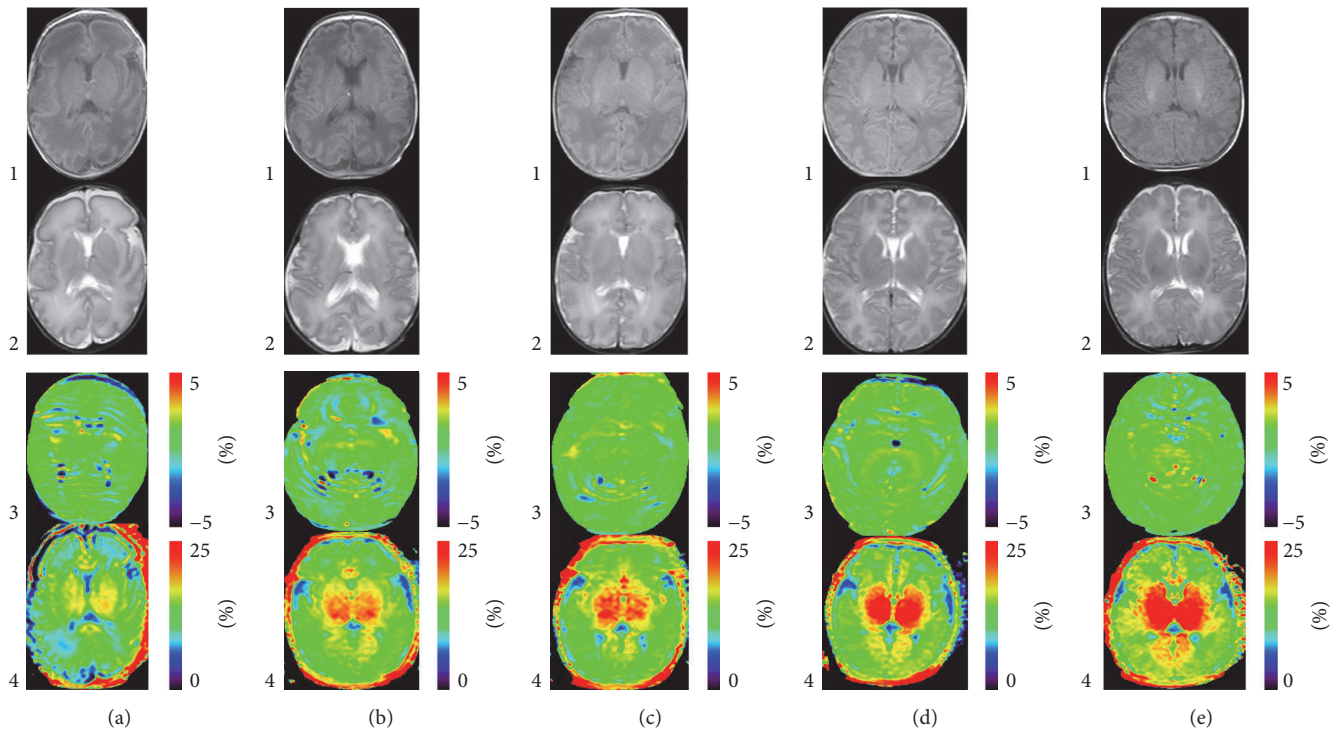 1 1 1 1 1
2 2 2 2 2
5 5 5 5 5
(%) (%) (%) (%) (%)
3 −5 3 −5 3 −5 3 −5 3 −5
25 25 25 25 25
(%) (%) (%) (%) (%)
4 0 4 0 4 0 4 0 4 0
(a) (b) (c) (d) (e)